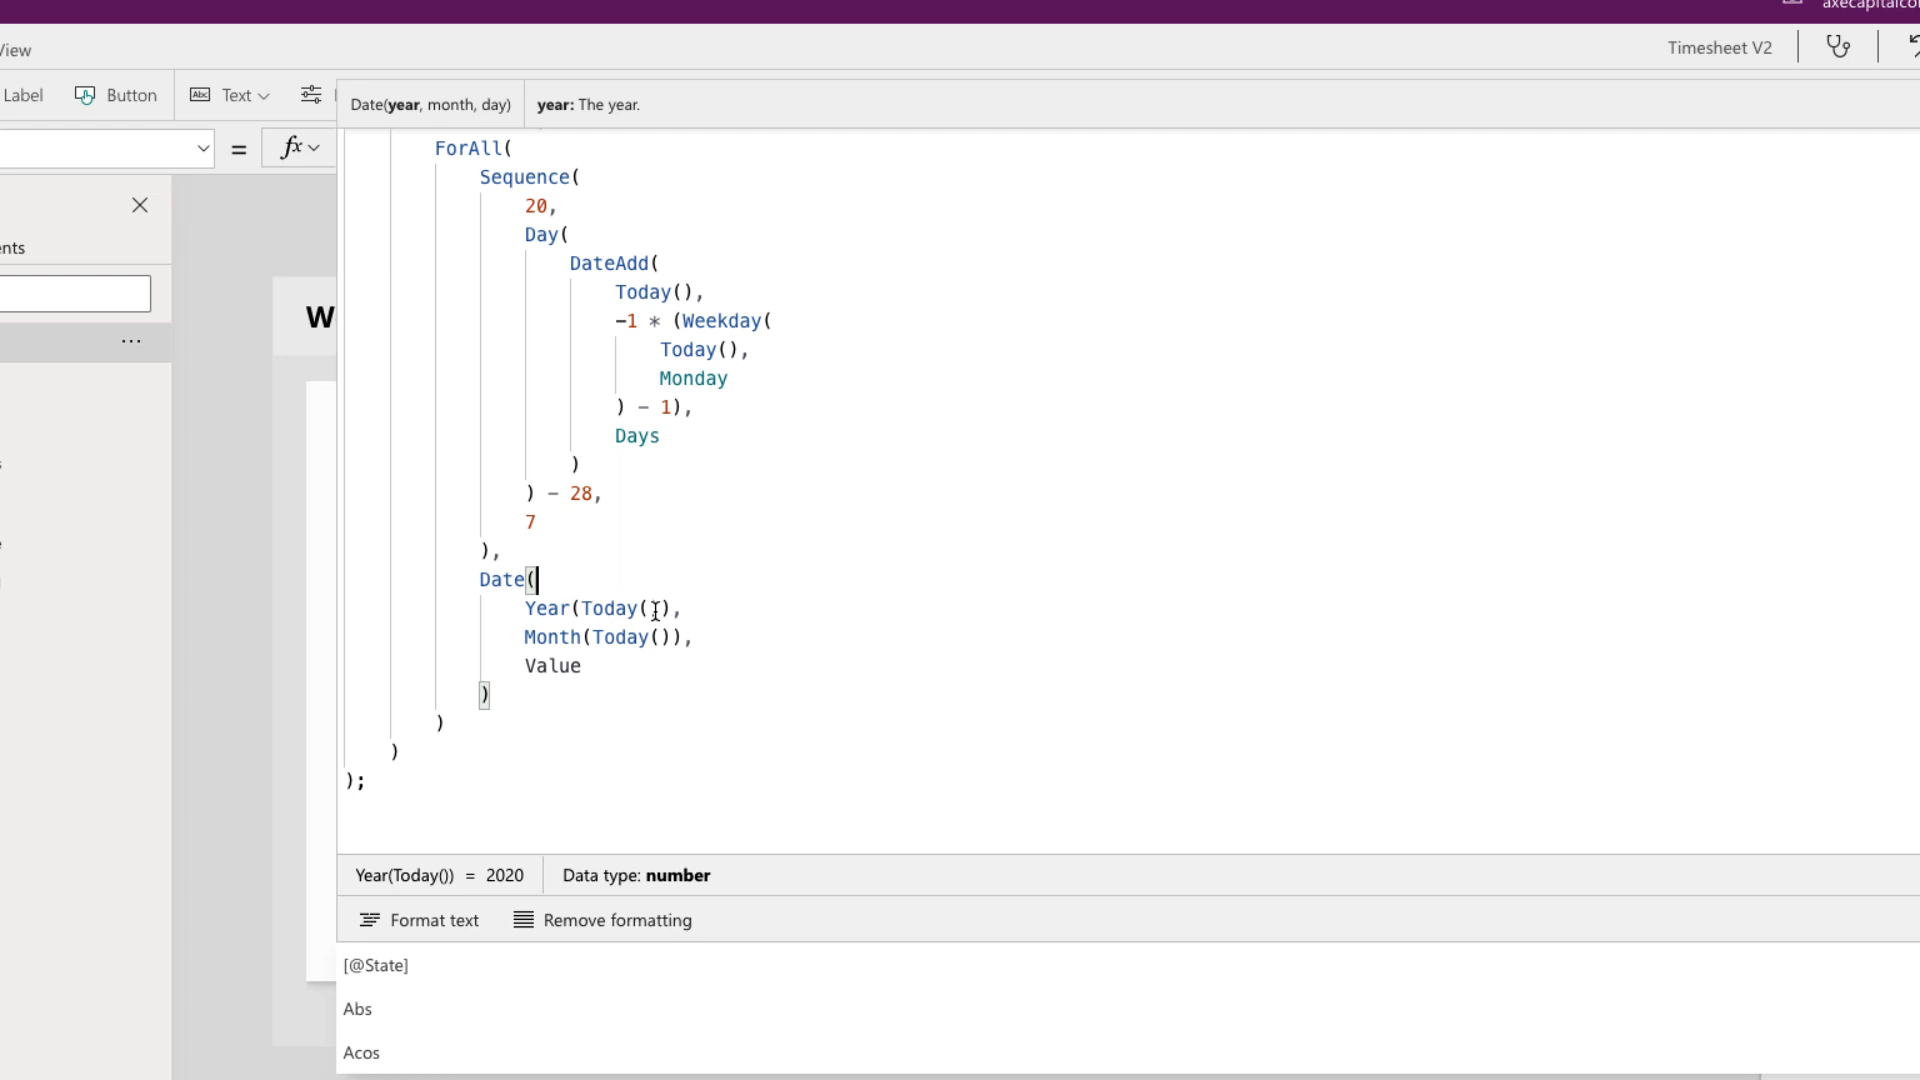 axecapitalco
View
Timesheet V2
Label Button Abc Text
Date(year, month, day) year: The year.
= fx
ForAll(
Sequence(
20,
Day(
DateAdd(
Today(),
-1 * (Weekday(
Today(),
Monday
) - 1),
Days
)
) - 28,
7
),
Date(
Year(Today()),
Month(Today()),
Value
)
)
)
);
ents
W
...
Year(Today()) = 2020 Data type: number
Format text Remove formatting
[@State]
Abs
Acos